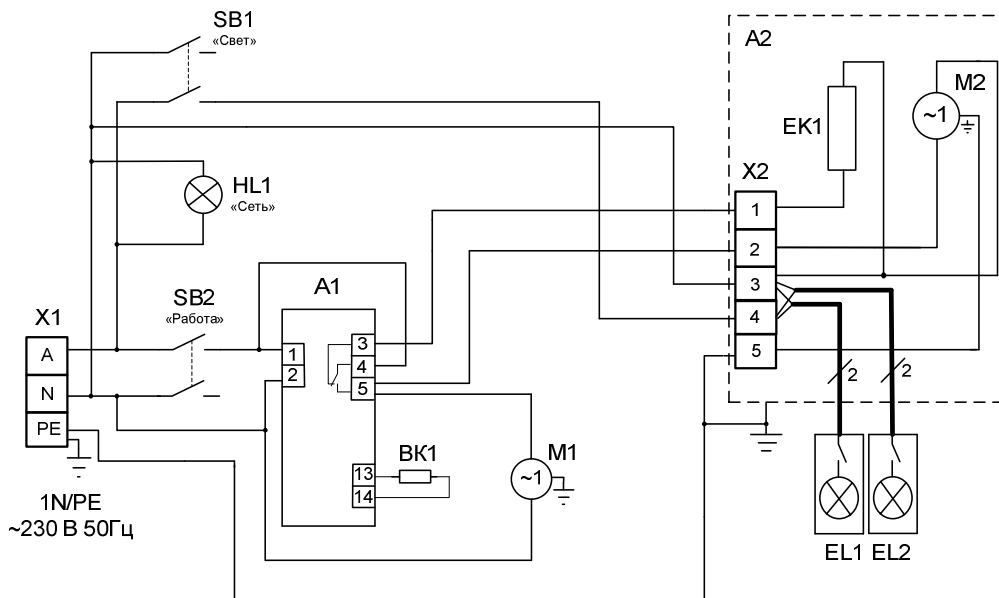 SB1
«Свет»
A2
M2
~1
EK1
X2
1
2
3
4
5
HL1
«Сеть»
SB2
«Работа»
A1
X1
A
N
PE
1
2
3
4
5
13
14
BK1
M1
~1
2
2
1N/PE
~230 В 50Гц
EL1 EL2